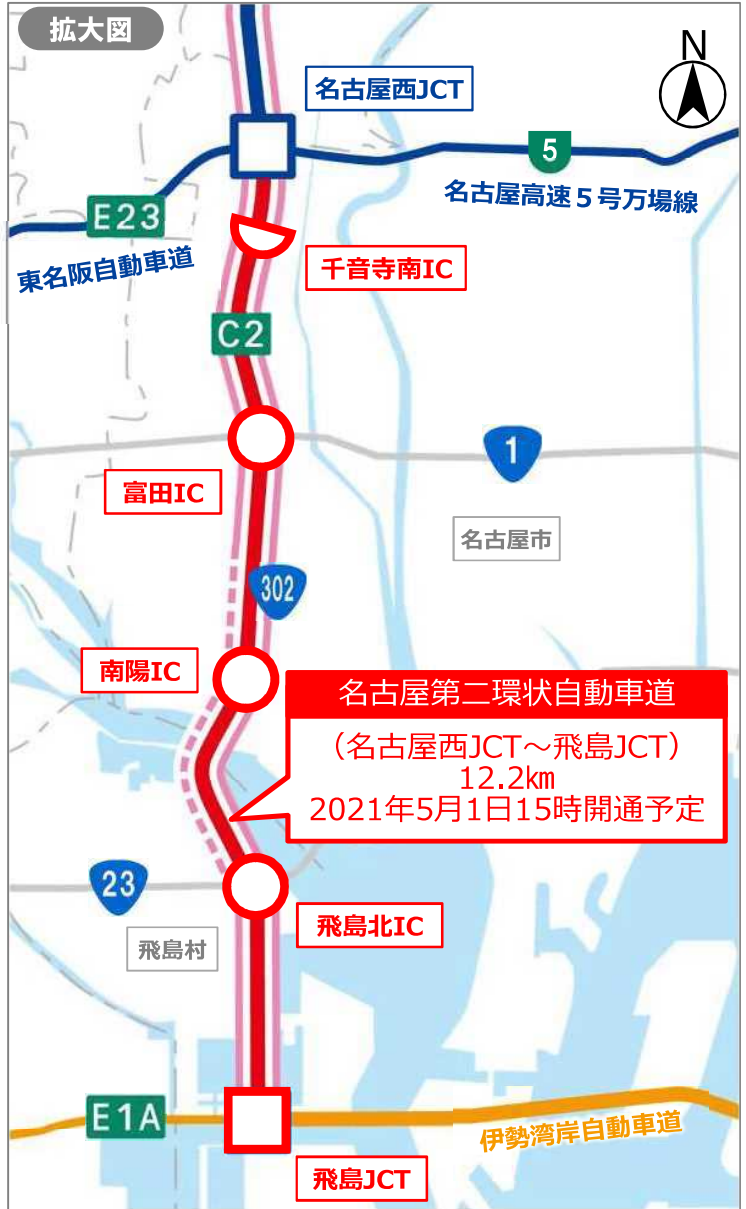 拡大図
N
名古屋西JCT
5
名古屋高速５号万場線
E23
東名阪自動車道
千音寺南IC
C2
1
富田IC
名古屋市
302
南陽IC
名古屋第二環状自動車道
（名古屋西JCT～飛島JCT）
12.2㎞
2021年5月1日15時開通予定
23
飛島北IC
飛島村
E1A
伊勢湾岸自動車道
飛島JCT